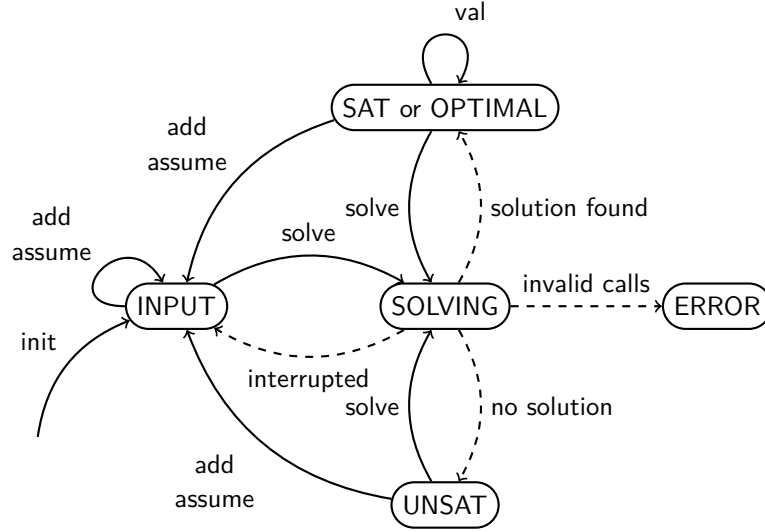 val
SAT or OPTIMAL
add
assume
solve
solution found
add
assume
solve
invalid calls
INPUT
SOLVING
ERROR
init
interrupted
solve
no solution
add
assume
UNSAT